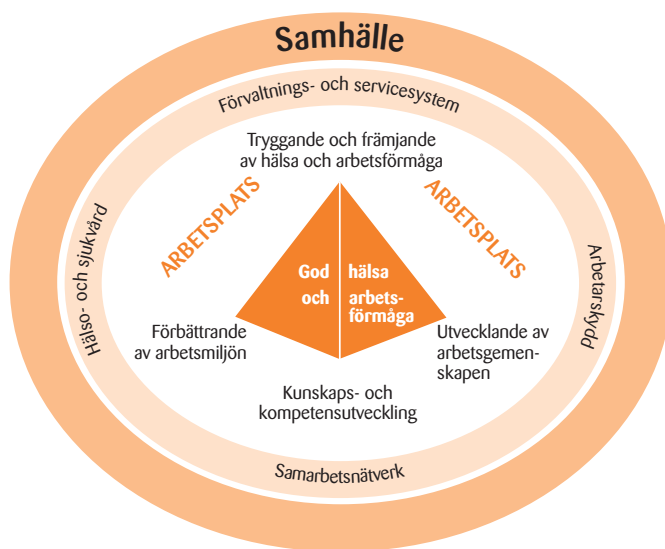 Samhälle
Förvaltnings- och servicesystem
Tryggande och främjande
av hälsa och arbetsförmåga
ARBETSPLATS
ARBETSPLATS
Hälso- och sjukvård
Arbetarskydd
God hälsa
och arbets-
förmåga
Förbättrande
av arbetsmiljön
Utvecklande av
arbetsgemen-
skapen
Kunskaps- och
kompetensutveckling
Samarbetsnätverk